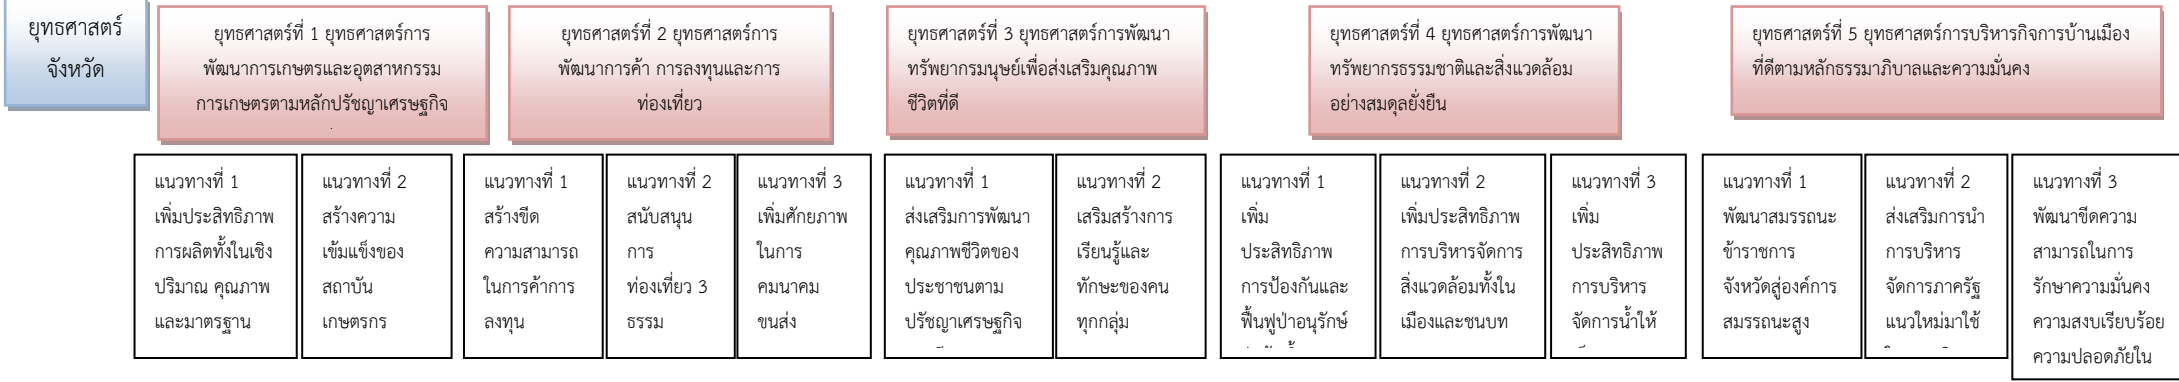 ยุทธศาสตร์
จังหวัด
ยุทธศาสตร์ที่ 1 ยุทธศาสตร์การ
พัฒนาการเกษตรและอุตสาหกรรม
การเกษตรตามหลักปรัชญาเศรษฐกิจ
ยุทธศาสตร์ที่ 2 ยุทธศาสตร์การ
พัฒนาการค้า การลงทุนและการ
ท่องเที่ยว
ยุทธศาสตร์ที่ 3 ยุทธศาสตร์การพัฒนา
ทรัพยากรมนุษย์เพื่อส่งเสริมคุณภาพ
ชีวิตที่ดี
ยุทธศาสตร์ที่ 4 ยุทธศาสตร์การพัฒนา
ทรัพยากรธรรมชาติและสิ่งแวดล้อม
อย่างสมดุลยั่งยืน
ยุทธศาสตร์ที่ 5 ยุทธศาสตร์การบริหารกิจการบ้านเมือง
ที่ดีตามหลักธรรมาภิบาลและความมั่นคง
แนวทางที่ 1
เพิ่มประสิทธิภาพ
การผลิตทั้งในเชิง
ปริมาณ คุณภาพ
และมาตรฐาน
แนวทางที่ 2
สร้างความ
เข้มแข็งของ
สถาบัน
เกษตรกร
แนวทางที่ 1
สร้างขีด
ความสามารถ
ในการค้าการ
ลงทุน
แนวทางที่ 2
สนับสนุน
การ
ท่องเที่ยว 3
ธรรม
แนวทางที่ 3
เพิ่มศักยภาพ
ในการ
คมนาคม
ขนส่ง
แนวทางที่ 1
ส่งเสริมการพัฒนา
คุณภาพชีวิตของ
ประชาชนตาม
ปรัชญาเศรษฐกิจ
แนวทางที่ 2
เสริมสร้างการ
เรียนรู้และ
ทักษะของคน
ทุกกลุ่ม
แนวทางที่ 1
เพิ่ม
ประสิทธิภาพ
การป้องกันและ
ฟื้นฟูป่าอนุรักษ์
แนวทางที่ 2
เพิ่มประสิทธิภาพ
การบริหารจัดการ
สิ่งแวดล้อมทั้งใน
เมืองและชนบท
แนวทางที่ 3
เพิ่ม
ประสิทธิภาพ
การบริหาร
จัดการน้ำให้
แนวทางที่ 1
พัฒนาสมรรถนะ
ข้าราชการ
จังหวัดสู่องค์การ
สมรรถนะสูง
แนวทางที่ 2
ส่งเสริมการนำ
การบริหาร
จัดการภาครัฐ
แนวใหม่มาใช้
แนวทางที่ 3
พัฒนาขีดความ
สามารถในการ
รักษาความมั่นคง
ความสงบเรียบร้อย
ความปลอดภัยใน